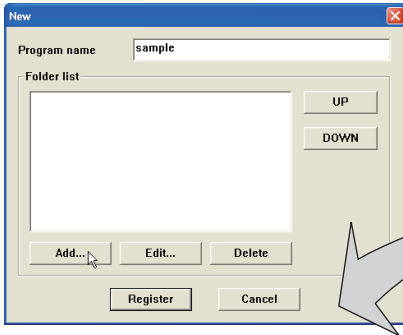 New
Program name sample
Folder list
UP
DOWN
Add... Edit... Delete
Register Cancel